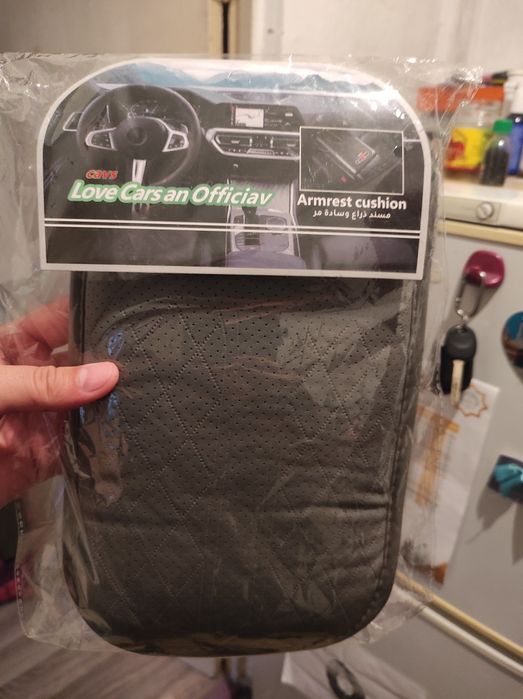 cavs
Love Cars an Officiav
Armrest cushion
مسند ذراع وسادة مر